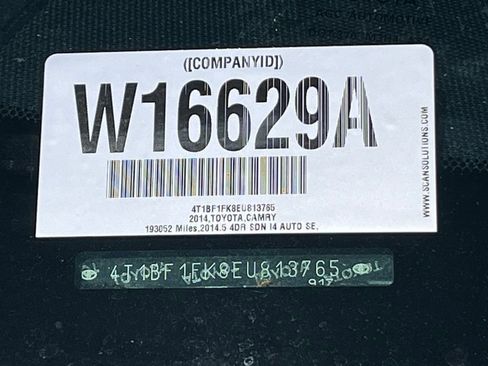 ([COMPANYID])
W16629A
4T1BF1FK8EU813765
2014,TOYOTA,CAMRY
193052 Miles,2014.5 4DR SDN I4 AUTO SE,
WWW.SCANSOLUTIONS.COM
4T1BF1FK8EU813765